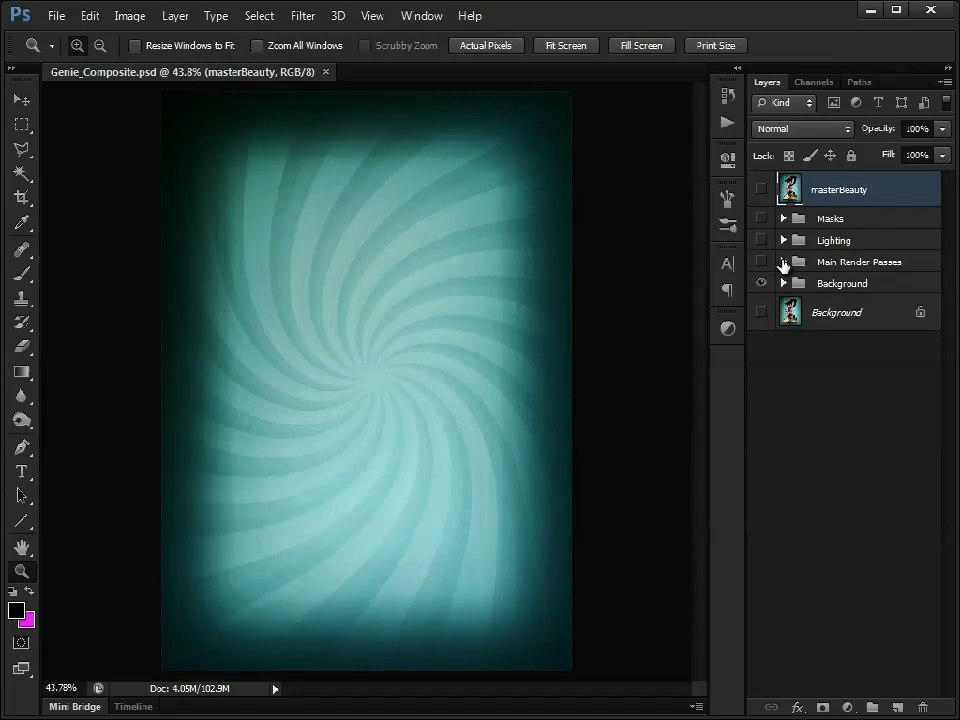 Ps File Edit Image Layer Type Select Filter 3D View Window Help
Resize Windows to Fit Zoom All Windows Scrubby Zoom Actual Pixels Fit Screen Fill Screen Print Size
Genie_Composite.psd @ 43.8% (masterBeauty, RGB/8) ×
Layers Channels Paths
Kind
Normal Opacity: 100%
Lock: Fill: 100%
masterBeauty
Masks
Lighting
Main Render Passes
Background
Background
43.78% Doc: 4.05M/102.9M
Mini Bridge Timeline